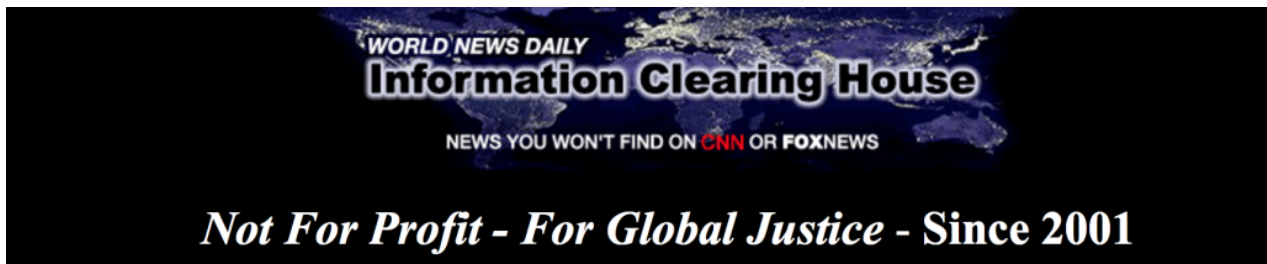 WORLD NEWS DAILY
Information Clearing House
NEWS YOU WON'T FIND ON CNN OR FOXNEWS
Not For Profit - For Global Justice - Since 2001